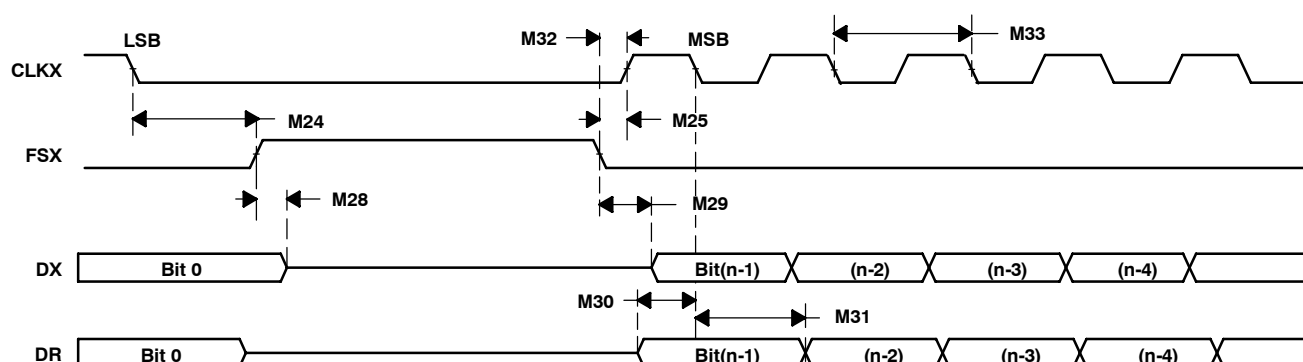 LSB M32 MSB M33
CLKX
M24 M25
FSX
M28 M29
DX Bit 0 Bit(n-1) (n-2) (n-3) (n-4)
M30 M31
DR Bit 0 Bit(n-1) (n-2) (n-3) (n-4)